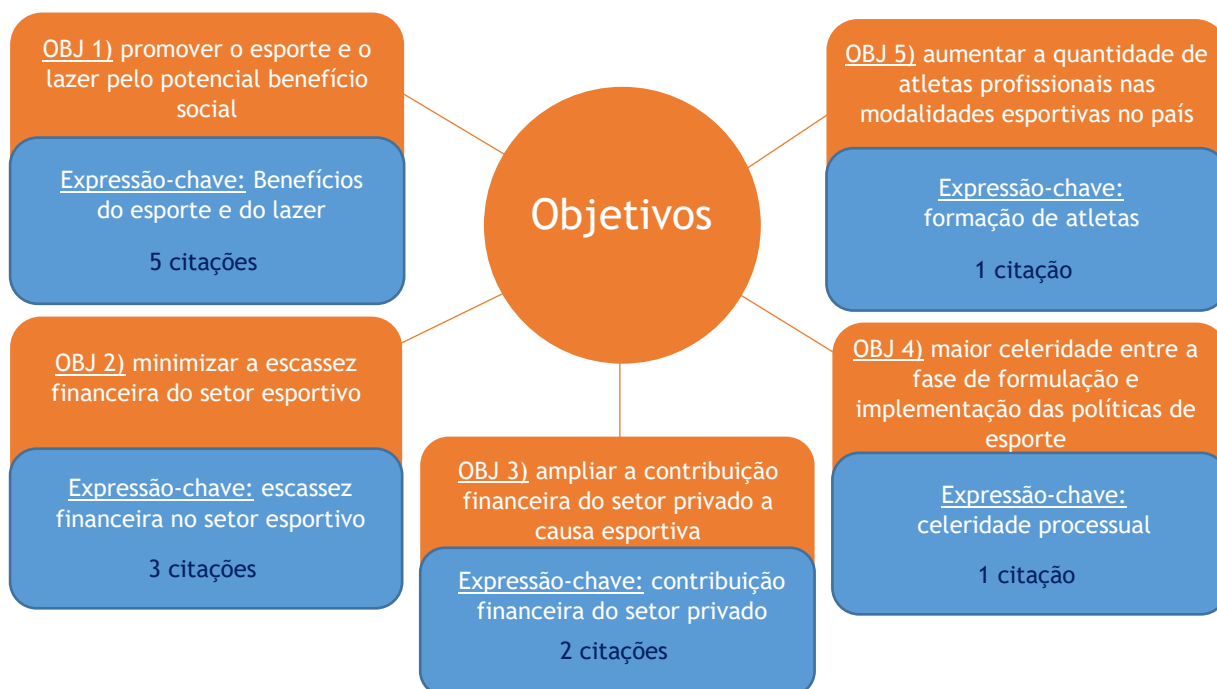 OBJ 1) promover o esporte e o
lazer pelo potencial benefício
social
Expressão-chave: Benefícios
do esporte e do lazer
5 citações
OBJ 2) minimizar a escassez
financeira do setor esportivo
Expressão-chave: escassez
financeira no setor esportivo
3 citações
Objetivos
OBJ 3) ampliar a contribuição
financeira do setor privado a
causa esportiva
Expressão-chave: contribuição
financeira do setor privado
2 citações
OBJ 5) aumentar a quantidade de
atletas profissionais nas
modalidades esportivas no país
Expressão-chave:
formação de atletas
1 citação
OBJ 4) maior celeridade entre a
fase de formulação e
implementação das políticas de
esporte
Expressão-chave:
celeridade processual
1 citação